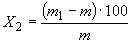 X₂ = (m₁ − m) · 100 / m